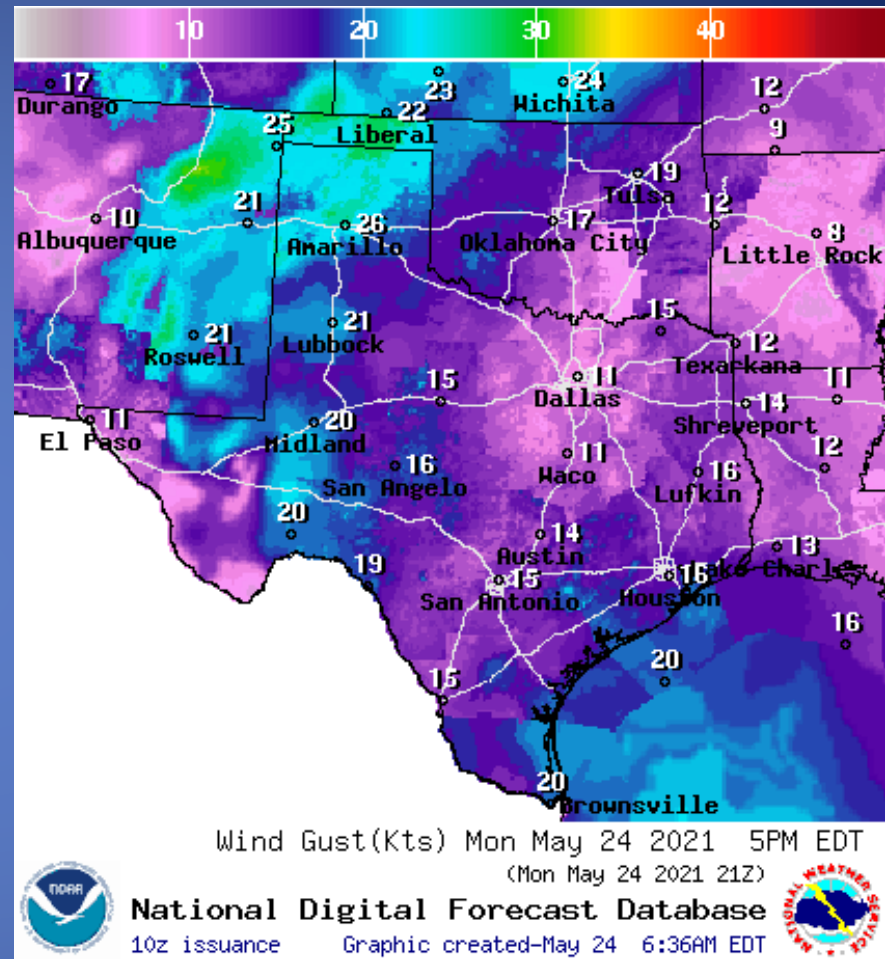 10 20 30 40
17 23 24 12
Durango Wichita
25 22 9
Liberal
19
Tulsa
10 21 26 17 12 8
Albuquerque Amarillo Oklahoma City Little Rock
21 21 15
Roswell Lubbock Texarkana 12
15 11 11
Dallas 14
11 20 Shreveport
El Paso Midland
16 11 16 12
San Angelo Waco Lufkin
20 14 13
Austin Lake Charles
19 15 16
San Antonio Houston
16
15 20
20
Brownsville
Wind Gust(Kts) Mon May 24 2021 5PM EDT
(Mon May 24 2021 21Z)
NOAA National Digital Forecast Database
10z issuance Graphic created-May 24 6:36AM EDT
NATIONAL WEATHER SERVICE